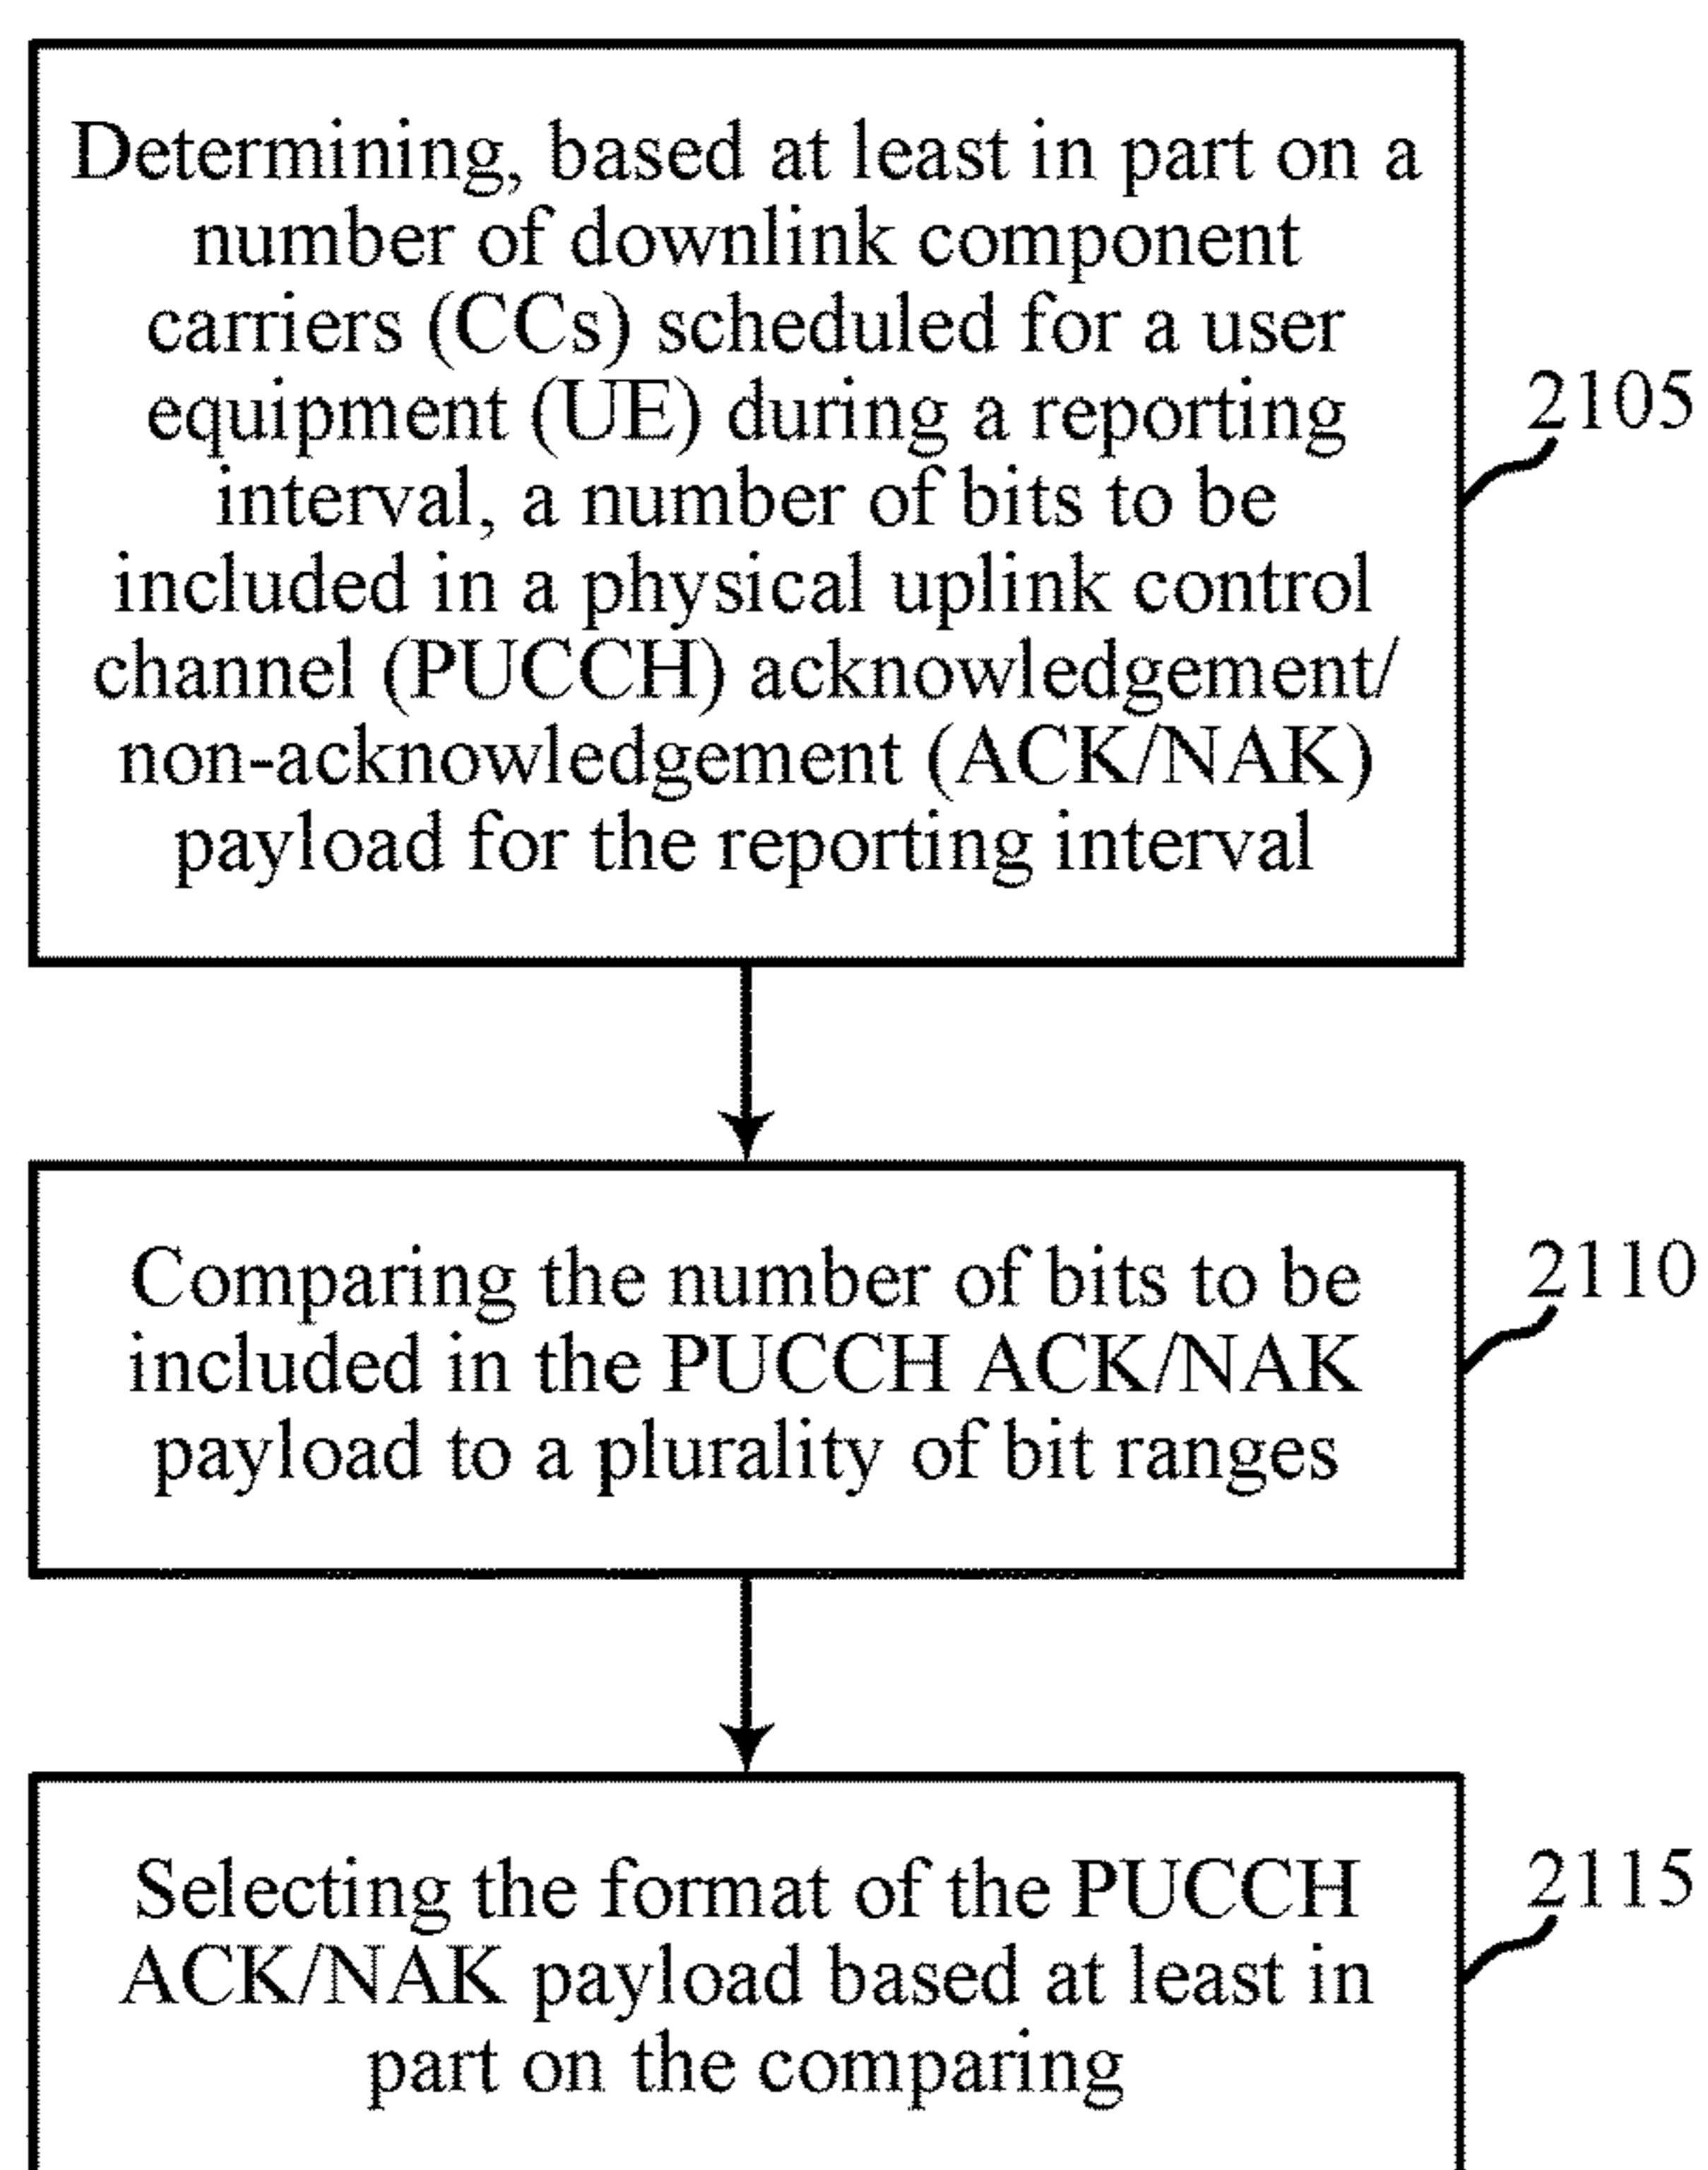 Determining, based at least in part on a
number of downlink component
carriers (CCs) scheduled for a user
equipment (UE) during a reporting
interval, a number of bits to be
included in a physical uplink control
channel (PUCCH) acknowledgement/
non-acknowledgement (ACK/NAK)
payload for the reporting interval
2105
Comparing the number of bits to be
included in the PUCCH ACK/NAK
payload to a plurality of bit ranges
2110
Selecting the format of the PUCCH
ACK/NAK payload based at least in
part on the comparing
2115